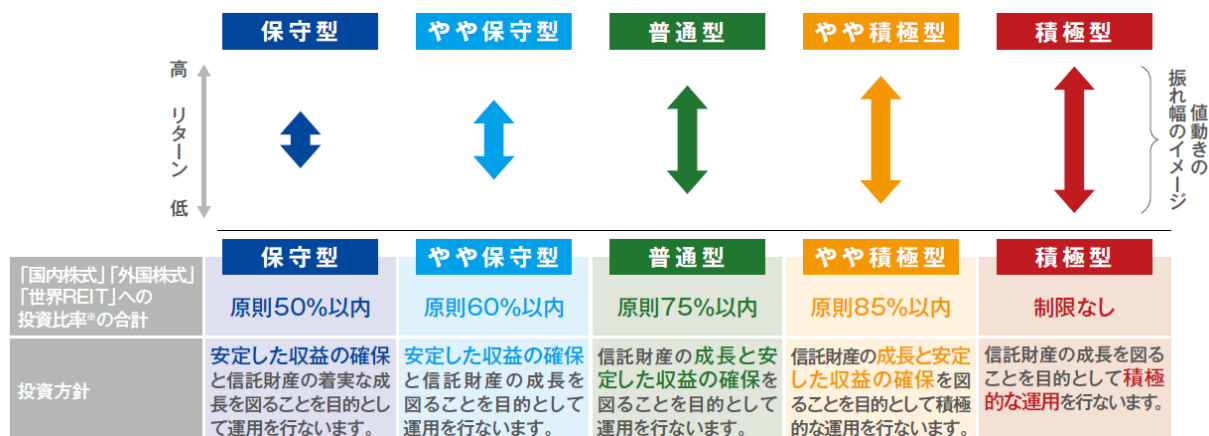 保守型
やや保守型
普通型
やや積極型
積極型
高
リターン
低
値動きの
振れ幅のイメージ
保守型
やや保守型
普通型
やや積極型
積極型
「国内株式」「外国株式」
「世界REIT」への
投資比率※の合計
原則50%以内
原則60%以内
原則75%以内
原則85%以内
制限なし
投資方針
安定した収益の確保
と信託財産の着実な成
長を図ることを目的とし
て運用を行ないます。
安定した収益の確保
と信託財産の成長を
図ることを目的として
運用を行ないます。
信託財産の成長と安
定した収益の確保を
図ることを目的として
運用を行ないます。
信託財産の成長と安定
した収益の確保を図
ることを目的として積極
的な運用を行ないます。
信託財産の成長を図る
ことを目的として積極
的な運用を行ないます。